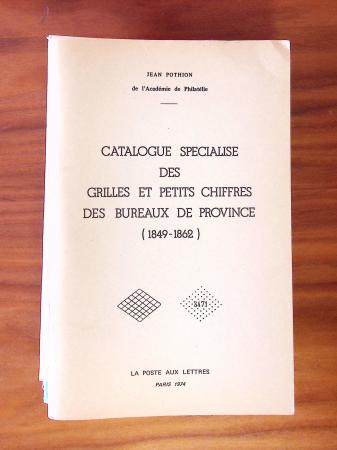 JEAN POTHION
de l'Académie de Philatélie
CATALOGUE SPECIALISE
DES
GRILLES ET PETITS CHIFFRES
DES BUREAUX DE PROVINCE
(1849-1862)
3471
LA POSTE AUX LETTRES
PARIS 1974